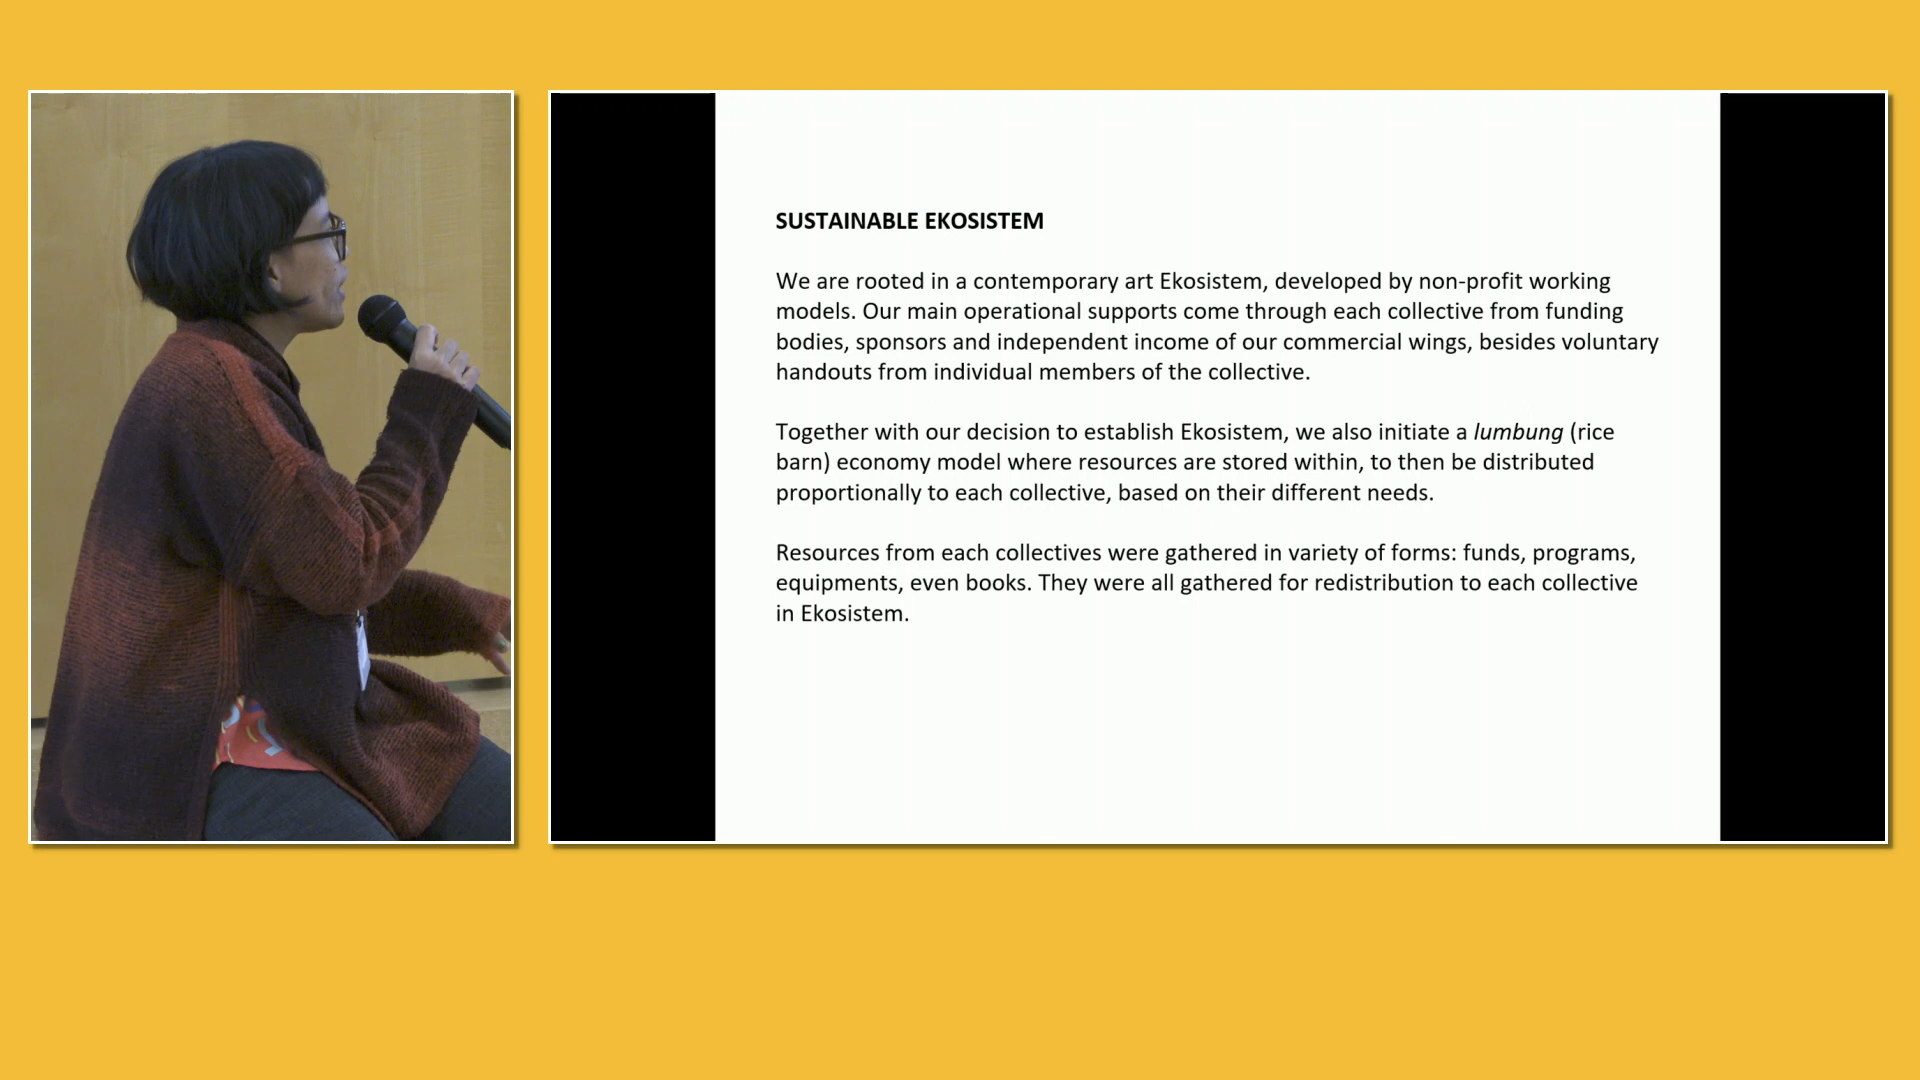 SUSTAINABLE EKOSISTEM
We are rooted in a contemporary art Ekosistem, developed by non-profit working
models. Our main operational supports come through each collective from funding
bodies, sponsors and independent income of our commercial wings, besides voluntary
handouts from individual members of the collective.
Together with our decision to establish Ekosistem, we also initiate a lumbung (rice
barn) economy model where resources are stored within, to then be distributed
proportionally to each collective, based on their different needs.
Resources from each collectives were gathered in variety of forms: funds, programs,
equipments, even books. They were all gathered for redistribution to each collective
in Ekosistem.